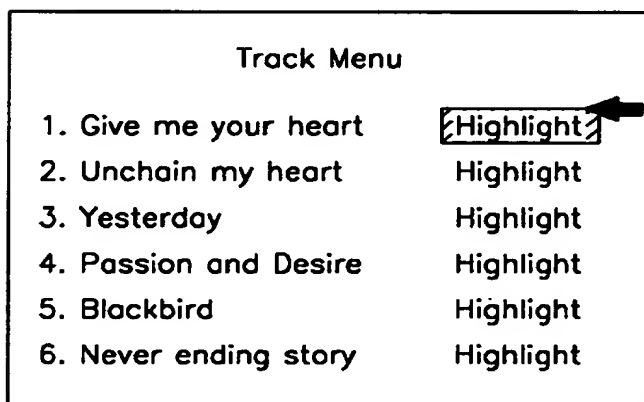 Track Menu
1. Give me your heart Highlight
2. Unchain my heart Highlight
3. Yesterday Highlight
4. Passion and Desire Highlight
5. Blackbird Highlight
6. Never ending story Highlight